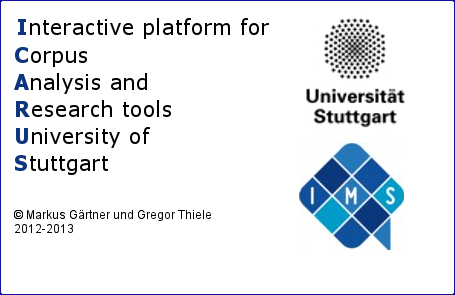 Interactive platform for
Corpus
Analysis and
Research tools
University of
Stuttgart
© Markus Gärtner und Gregor Thiele
2012-2013
Universität
Stuttgart
IMS